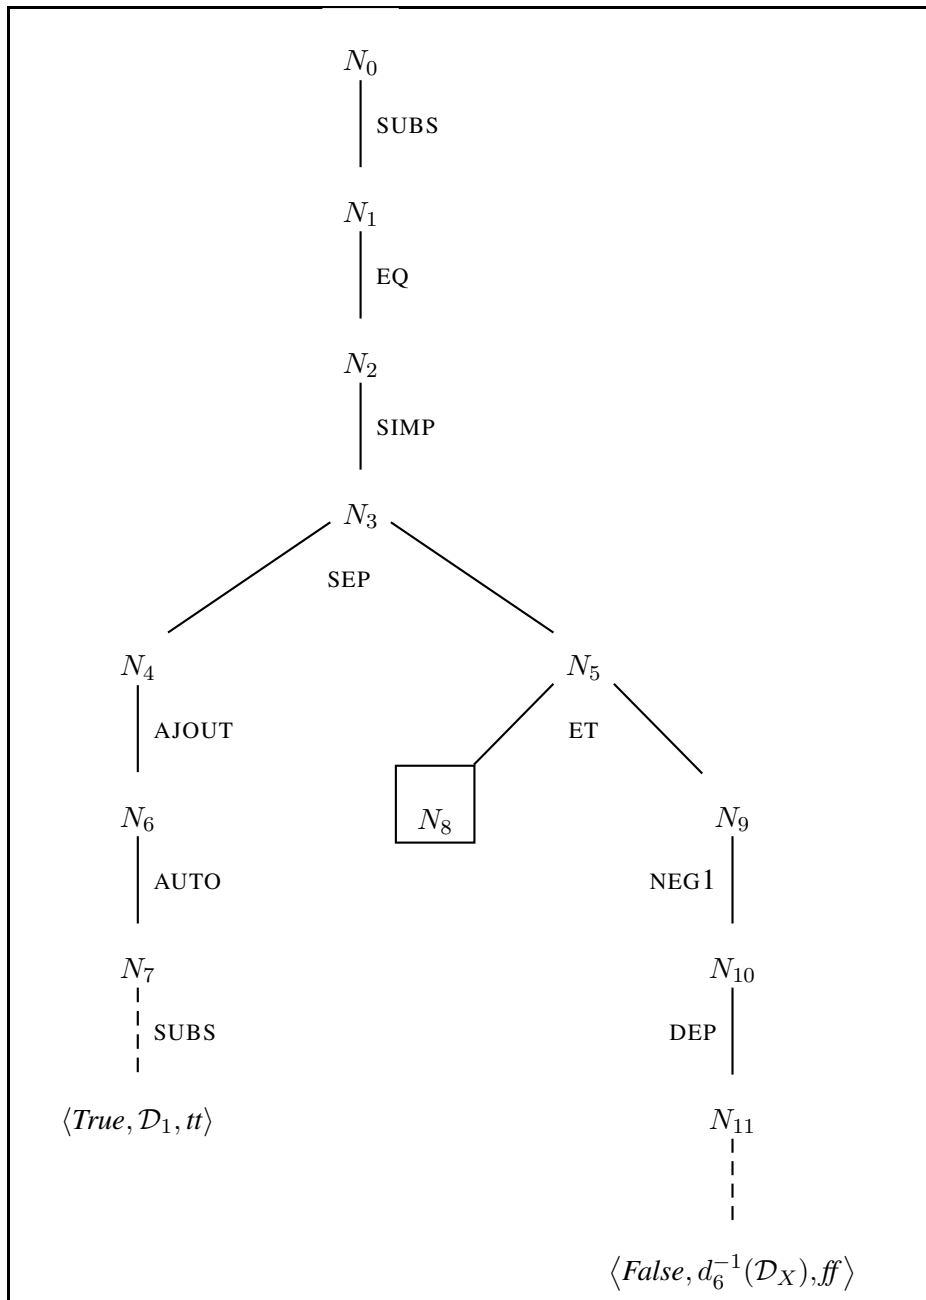 N₀
SUBS
N₁
EQ
N₂
SIMP
N₃
SEP
N₄ N₅
AJOUT ET
N₆ N₈ N₉
AUTO NEG1
N₇ N₁₀
SUBS DEP
⟨True, 𝒟₁, tt⟩ N₁₁
⟨False, d₆⁻¹(𝒟_X), ff⟩